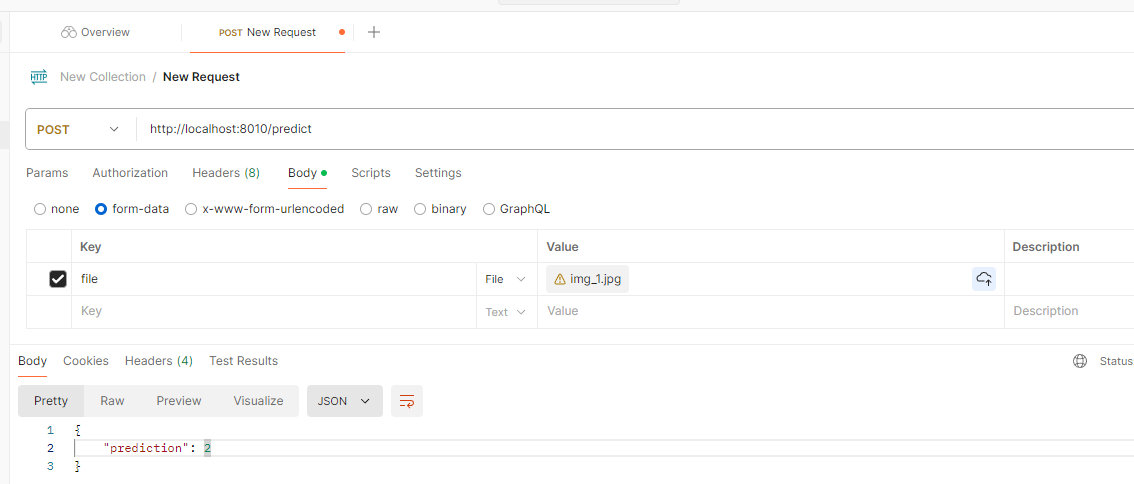 Overview POST New Request
HTTP New Collection / New Request
POST http://localhost:8010/predict
Params Authorization Headers (8) Body Scripts Settings
none form-data x-www-form-urlencoded raw binary GraphQL
Key Value Description
file File img_1.jpg
Key Text Value Description
Body Cookies Headers (4) Test Results Status
Pretty Raw Preview Visualize JSON
1 {
2 "prediction": 2
3 }